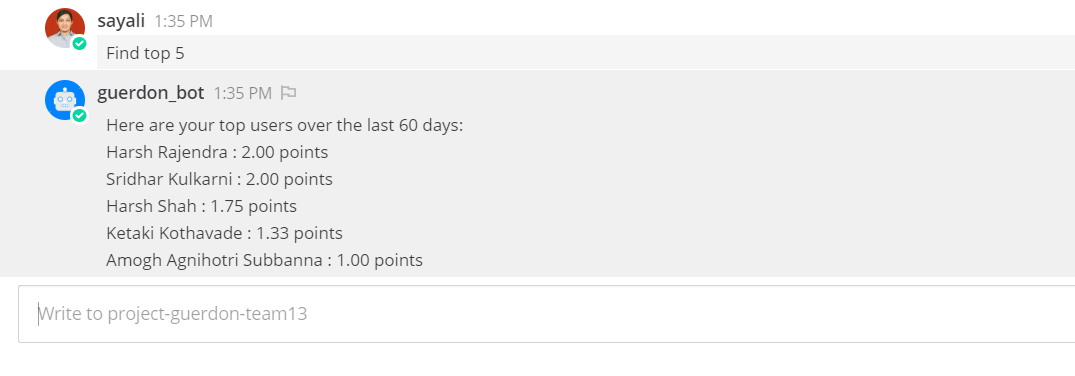 sayali 1:35 PM
Find top 5
guerdon_bot 1:35 PM
Here are your top users over the last 60 days:
Harsh Rajendra : 2.00 points
Sridhar Kulkarni : 2.00 points
Harsh Shah : 1.75 points
Ketaki Kothavade : 1.33 points
Amogh Agnihotri Subbanna : 1.00 points
Write to project-guerdon-team13